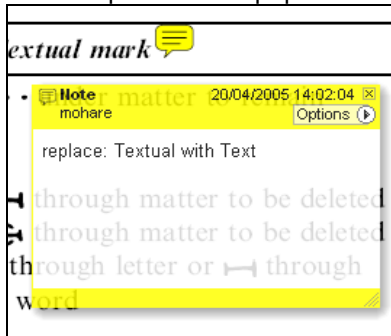 extual mark
Note 20/04/2005 14:02:04
under matter to remain
mohare Options
replace: Textual with Text
through matter to be deleted
through matter to be deleted
through letter or through
word